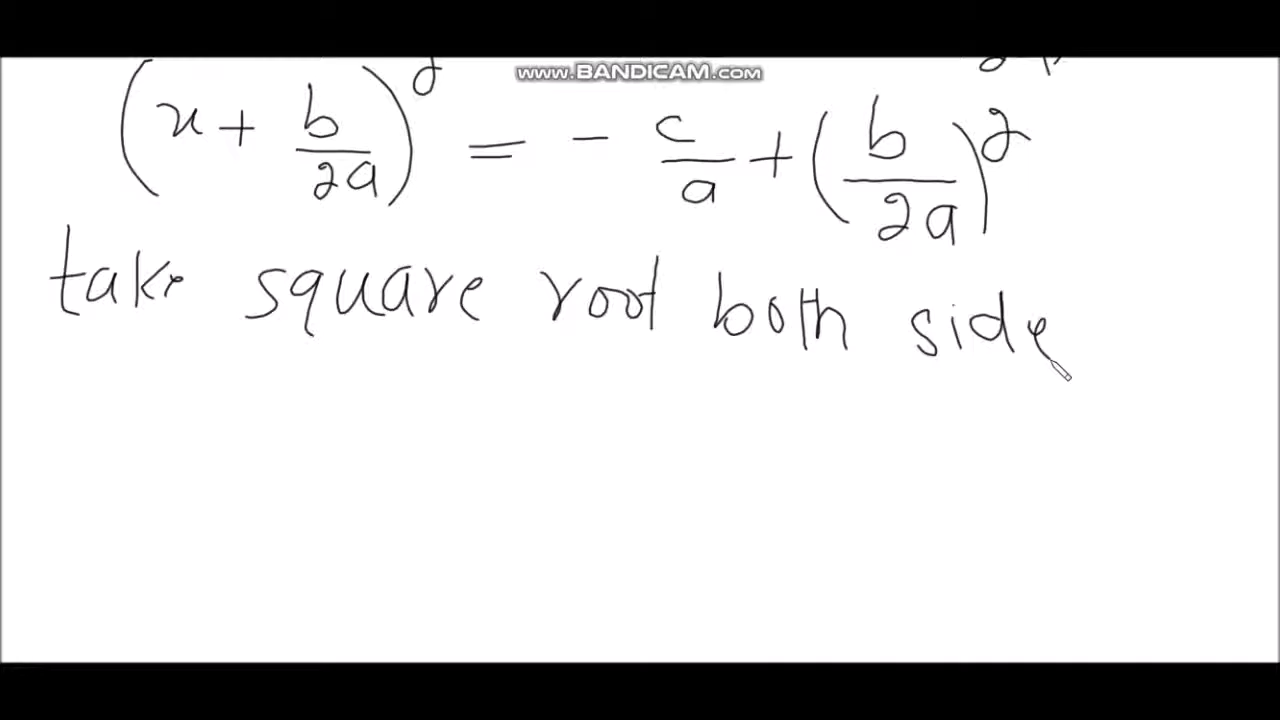 www.BANDICAM.com
(x + b/2a)² = - c/a + (b/2a)²
take square root both side